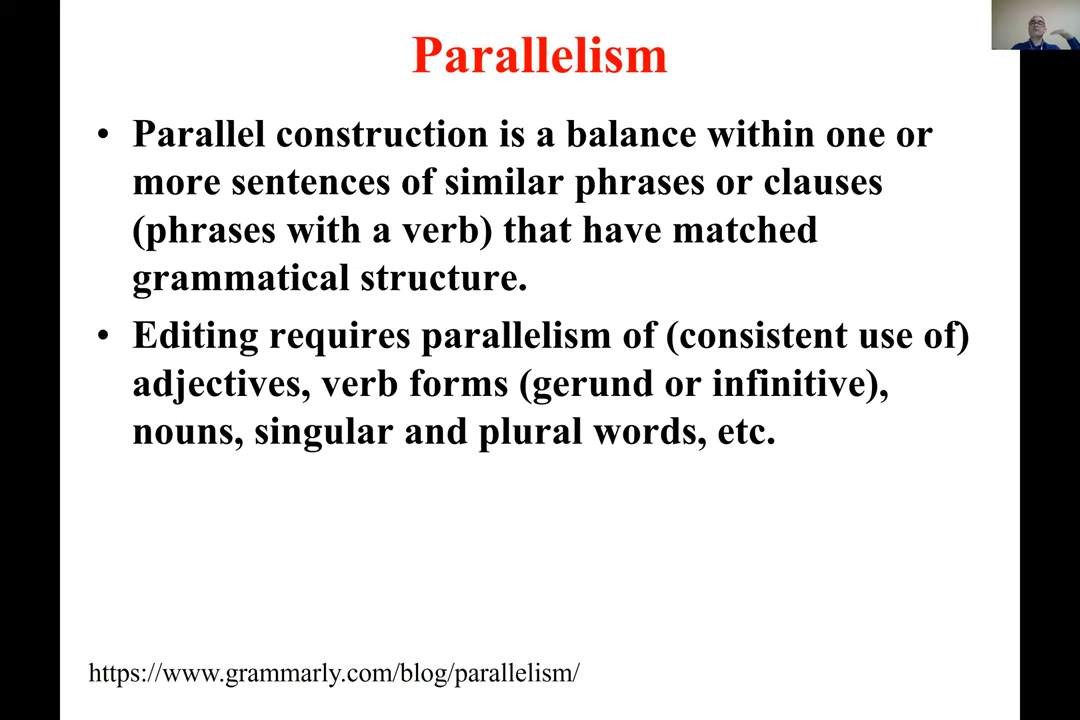 Parallelism
• Parallel construction is a balance within one or
more sentences of similar phrases or clauses
(phrases with a verb) that have matched
grammatical structure.
• Editing requires parallelism of (consistent use of)
adjectives, verb forms (gerund or infinitive),
nouns, singular and plural words, etc.
https://www.grammarly.com/blog/parallelism/